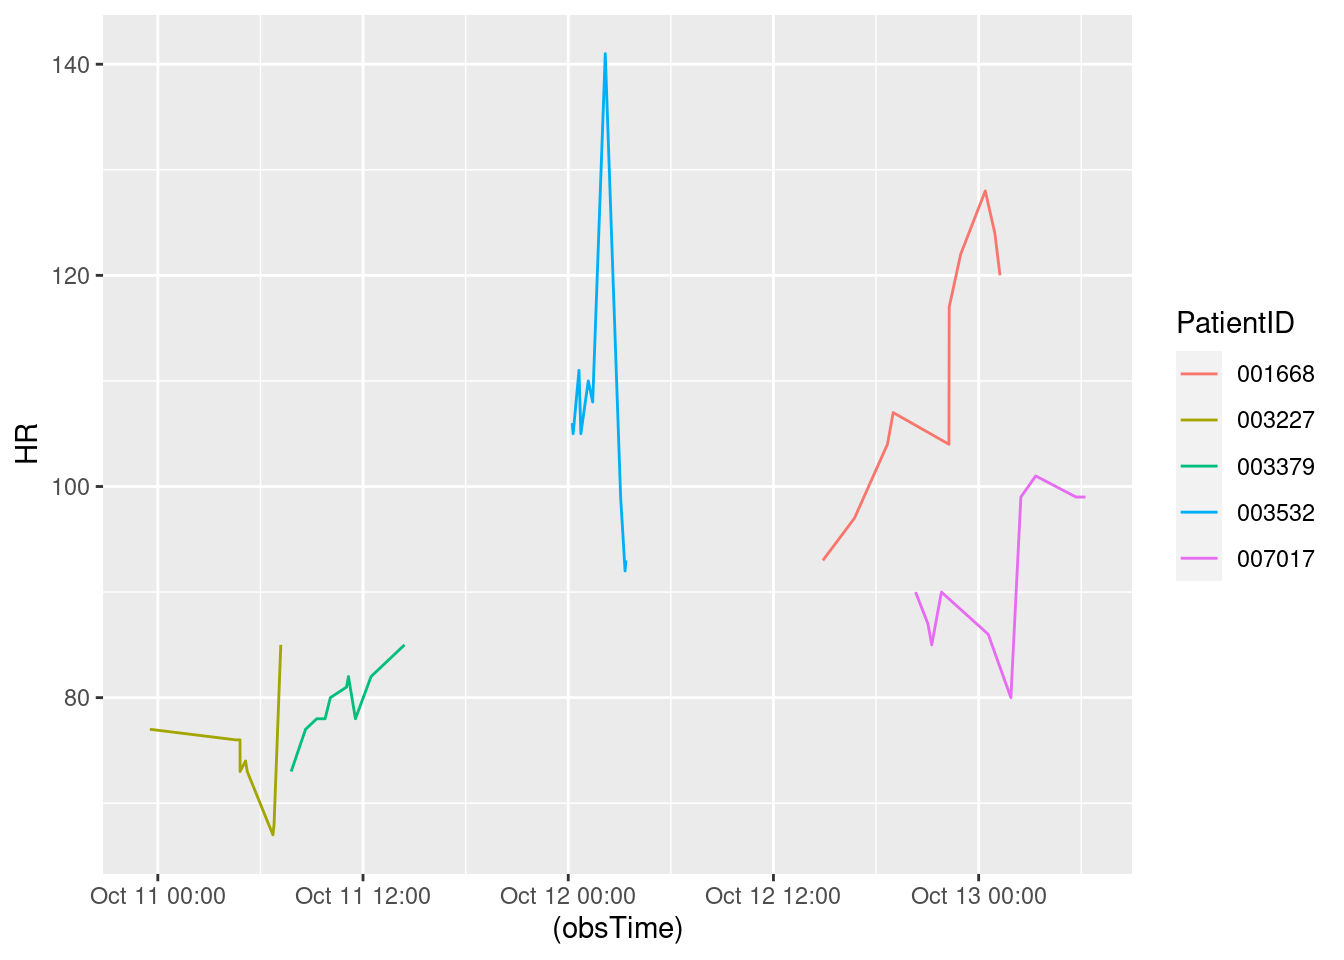 140
120
100
80
HR
Oct 11 00:00
Oct 11 12:00
Oct 12 00:00
Oct 12 12:00
Oct 13 00:00
(obsTime)
PatientID
001668
003227
003379
003532
007017